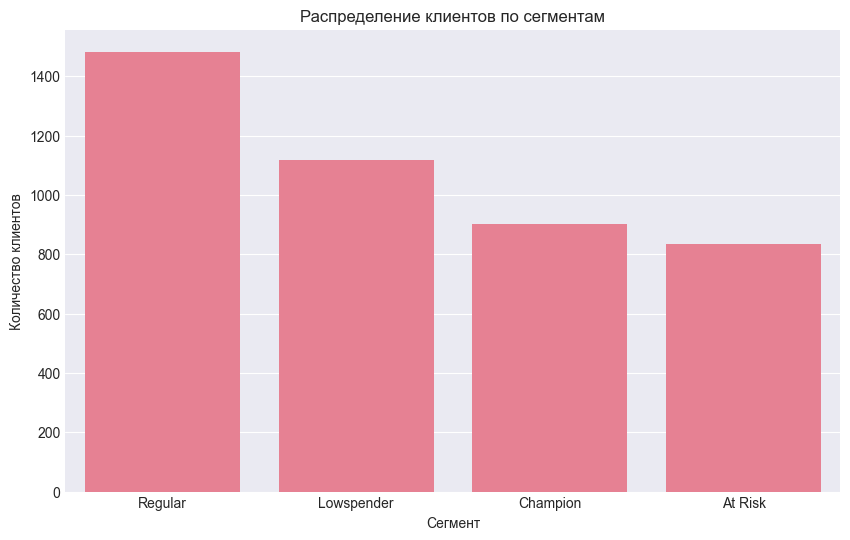 Распределение клиентов по сегментам
Количество клиентов
1400
1200
1000
800
600
400
200
0
Regular
Lowspender
Champion
At Risk
Сегмент